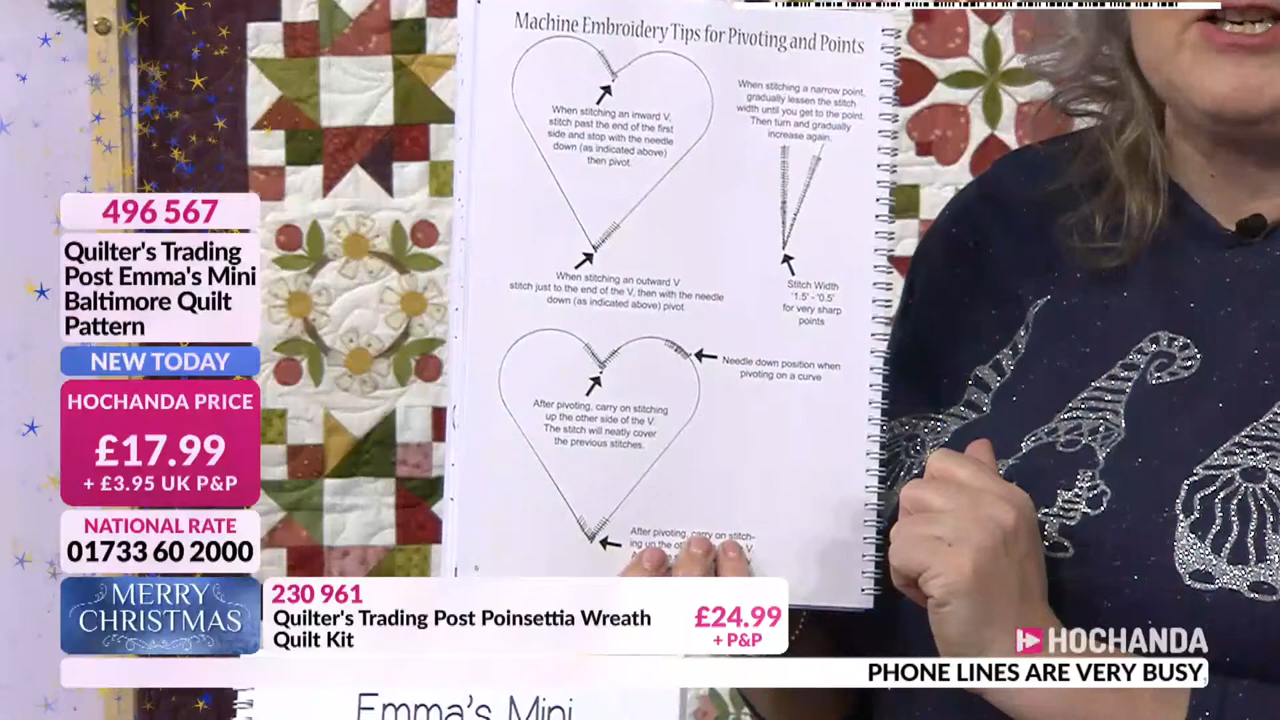 Machine Embroidery Tips for Pivoting and Points
When stitching an inward V,
stitch past the end of the first
side and stop with the needle
down (as indicated above)
then pivot.
When stitching a narrow point,
gradually lessen the stitch
width until you get to the point.
Then turn and gradually
increase again.
When stitching an outward V
stitch just to the end of the V, then with the needle
down (as indicated above) pivot
Stitch Width
'1.5' - '0.5'
for very sharp
points
Needle down position when
pivoting on a curve
After pivoting, carry on stitching
up the other side of the V.
The stitch will neatly cover
the previous stitches.
After pivoting, carry on stitch-
ing up the
496 567
Quilter's Trading
Post Emma's Mini
Baltimore Quilt
Pattern
NEW TODAY
HOCHANDA PRICE
£17.99
+ £3.95 UK P&P
NATIONAL RATE
01733 60 2000
MERRY
CHRISTMAS
230 961
Quilter's Trading Post Poinsettia Wreath
Quilt Kit
£24.99
+ P&P
HOCHANDA
PHONE LINES ARE VERY BUSY
Emma's Mini